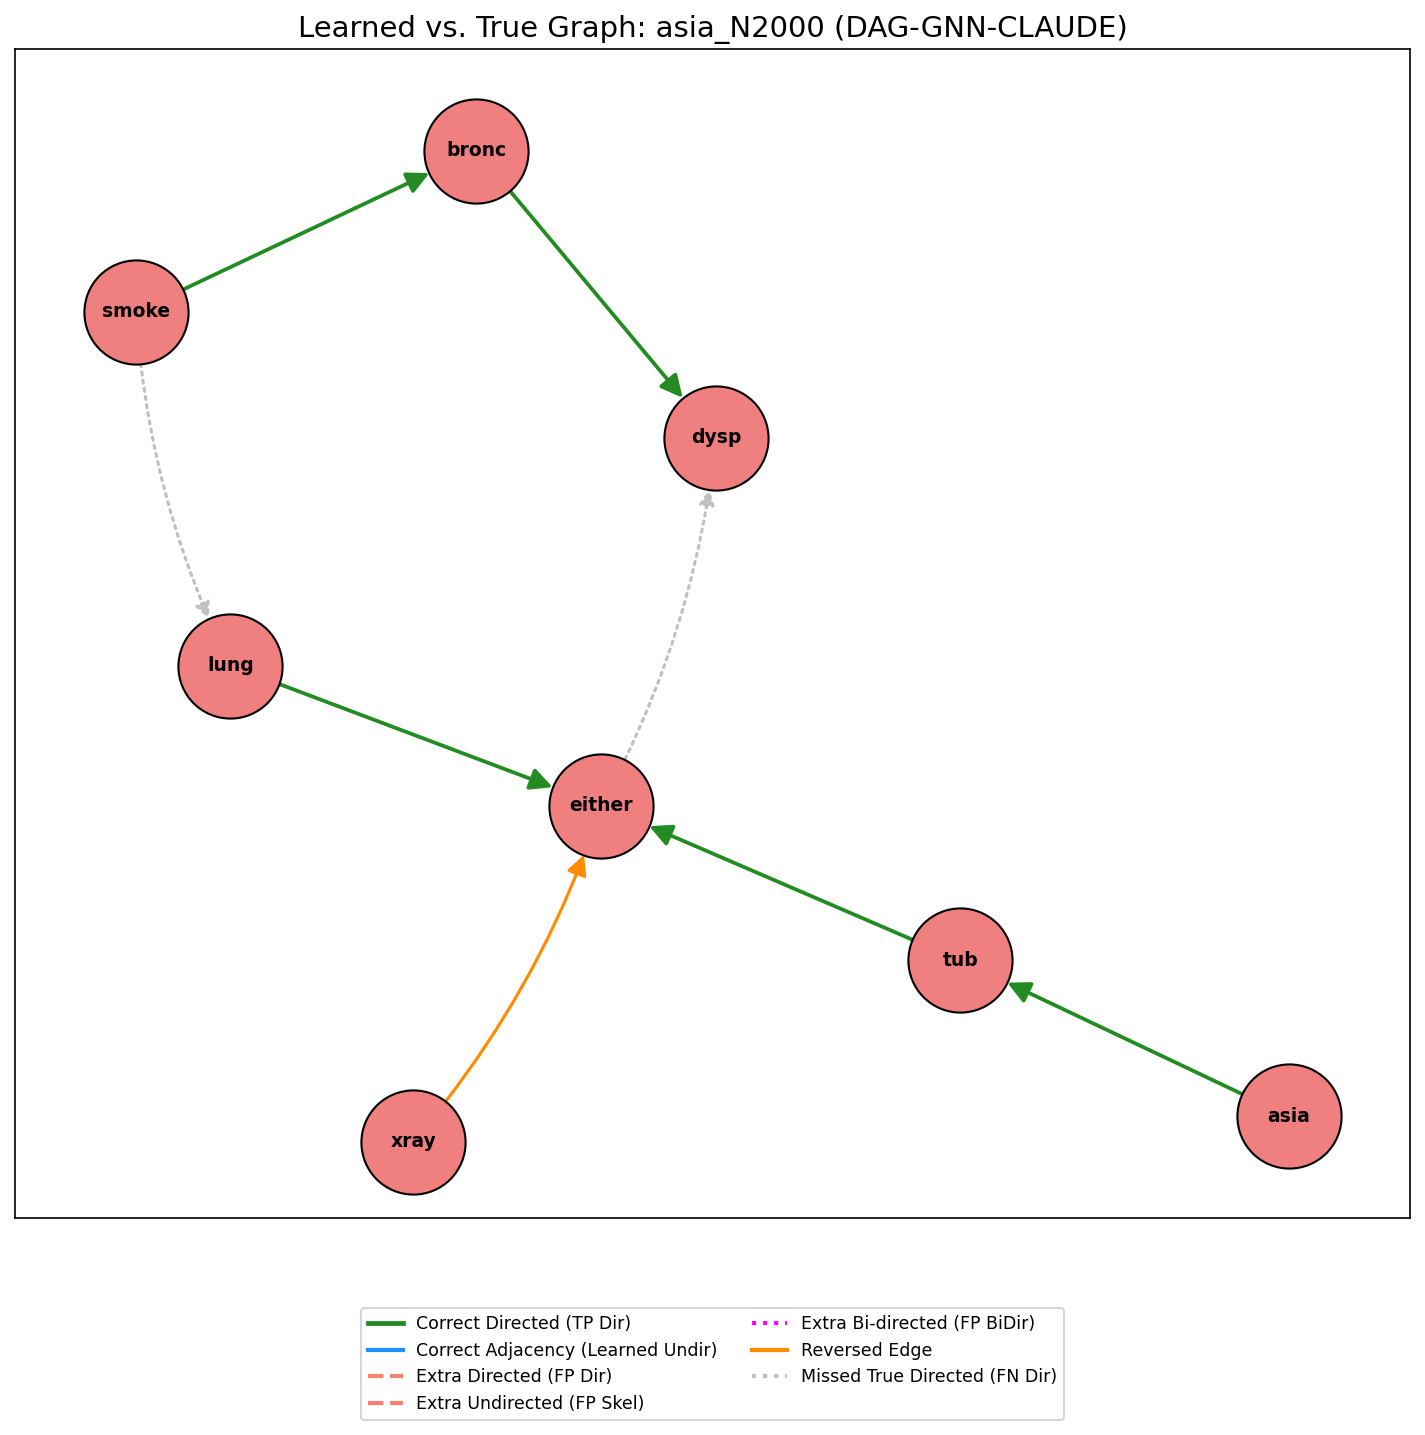 Learned vs. True Graph: asia_N2000 (DAG-GNN-CLAUDE)
bronc
smoke
dysp
lung
either
tub
asia
xray
Correct Directed (TP Dir)
Correct Adjacency (Learned Undir)
Extra Directed (FP Dir)
Extra Undirected (FP Skel)
Extra Bi-directed (FP BiDir)
Reversed Edge
Missed True Directed (FN Dir)